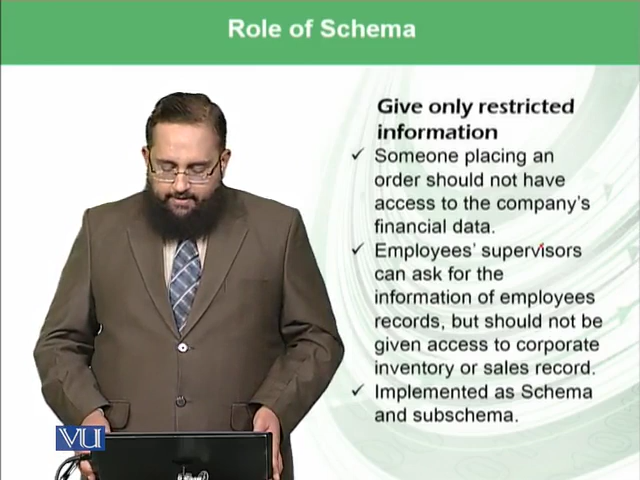 Role of Schema
Give only restricted
information
✓ Someone placing an
order should not have
access to the company's
financial data.
✓ Employees' supervisors
can ask for the
information of employees
records, but should not be
given access to corporate
inventory or sales record.
✓ Implemented as Schema
and subschema.
VU